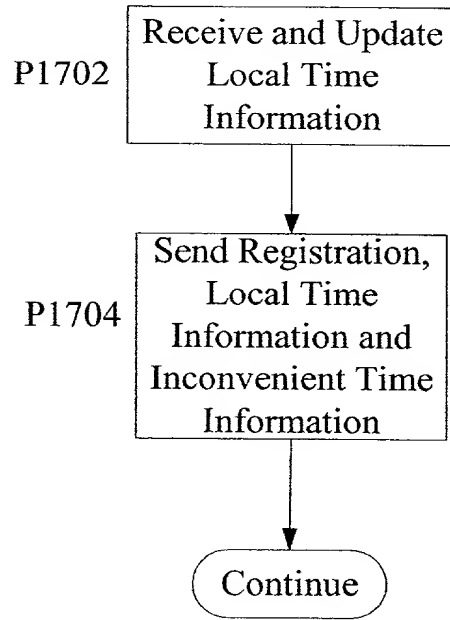 Receive and Update
P1702
Local Time
Information
Send Registration,
Local Time
P1704
Information and
Inconvenient Time
Information
Continue